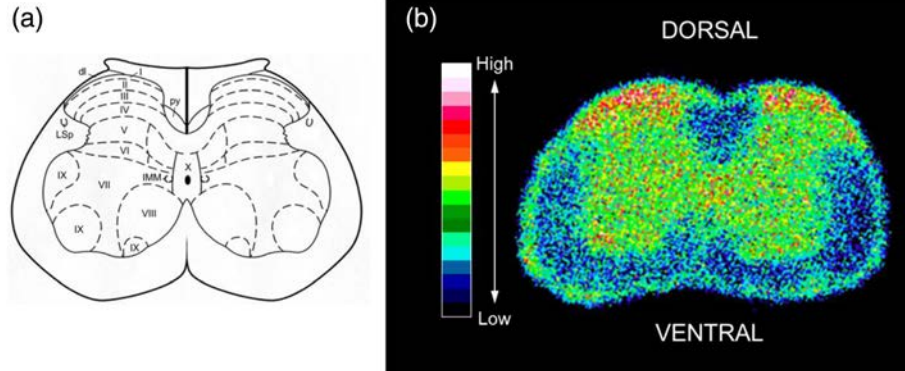 (a)
dl
I
II
III
py
IV
LSp
V
VI
X
IX
VII
IMM
VIII
IX
IX
(b)
DORSAL
High
Low
VENTRAL